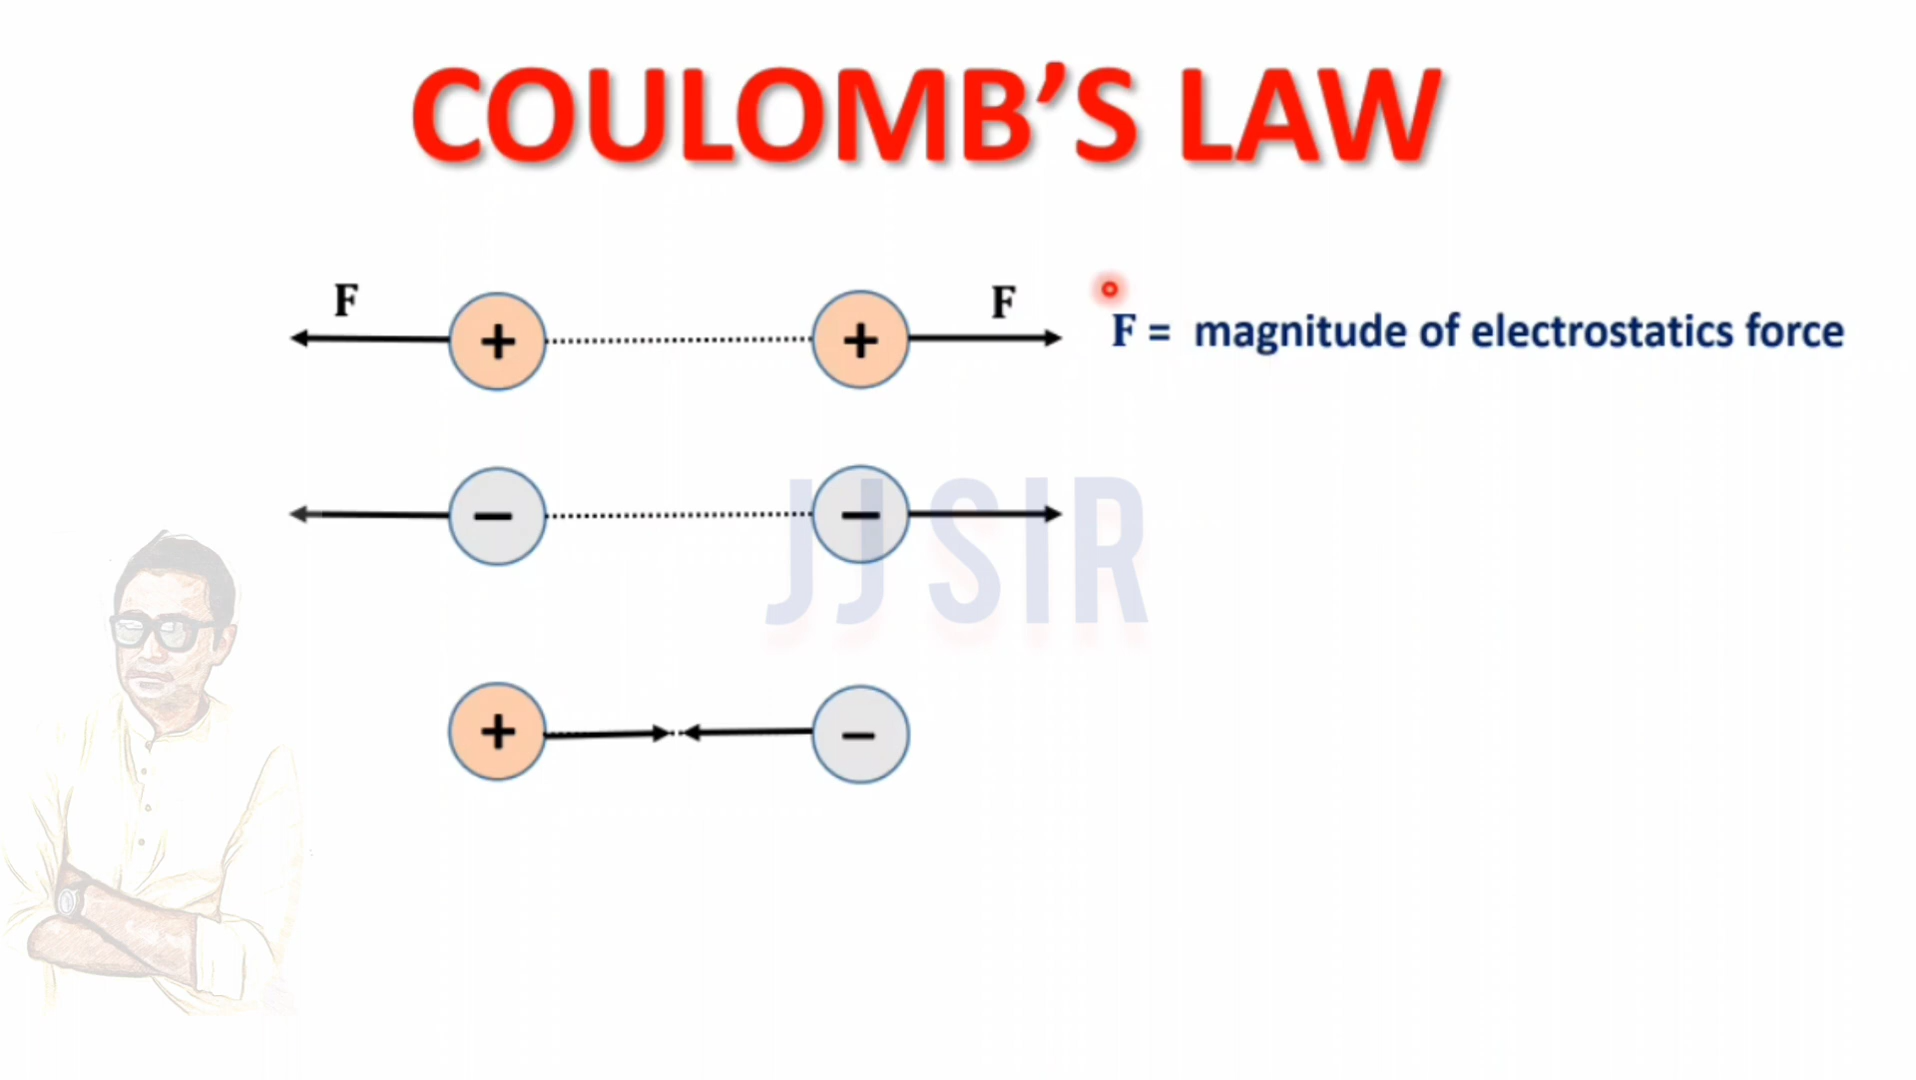 COULOMB’S LAW
F
F
F = magnitude of electrostatics force
+
+
−
−
JJ SIR
+
−